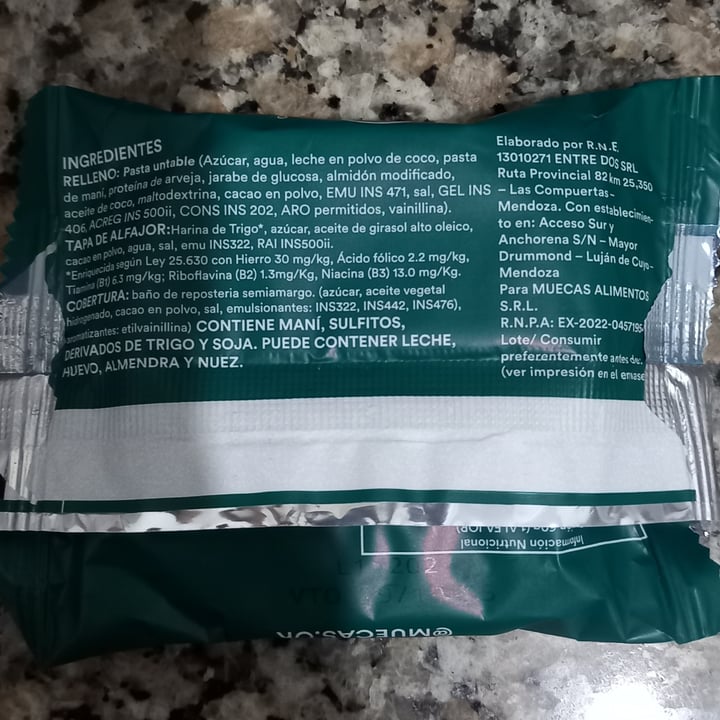 INGREDIENTES
RELLENO: Pasta untable (Azúcar, agua, leche en polvo de coco, pasta
de maní, proteína de arveja, jarabe de glucosa, almidón modificado,
aceite de coco, maltodextrina, cacao en polvo, EMU INS 471, sal, GEL INS
406, ACREG INS 500ii, CONS INS 202, ARO permitidos, vainillina).
TAPA DE ALFAJOR:Harina de Trigo*, azúcar, aceite de girasol alto oleico,
cacao en polvo, agua, sal, emu INS322, RAI INS500ii.
*Enriquecida según Ley 25.630 con Hierro 30 mg/kg, Ácido fólico 2.2 mg/kg,
Tiamina (B1) 6.3 mg/kg; Riboflavina (B2) 1.3mg/Kg, Niacina (B3) 13.0 mg/Kg.
COBERTURA: baño de reposteria semiamargo. (azúcar, aceite vegetal
hidrogenado, cacao en polvo, sal, emulsionantes: INS322, INS442, INS476),
aromatizantes: etilvainillina) CONTIENE MANÍ, SULFITOS,
DERIVADOS DE TRIGO Y SOJA. PUEDE CONTENER LECHE,
HUEVO, ALMENDRA Y NUEZ.
Elaborado por R.N.E.
13010271 ENTRE DOS SRL
Ruta Provincial 82 km 25,350
– Las Compuertas –
Mendoza. Con establecimien-
to en: Acceso Sur y
Anchorena S/N – Mayor
Drummond – Luján de Cuyo–
Mendoza
Para MUECAS ALIMENTOS
S.R.L.
R.N.P.A: EX-2022-0457195
Lote/ Consumir
preferentemente antes de:
(ver impresión en el envase
Información Nutricional
60g (1 ALFAJOR)
@MUECAS.OK